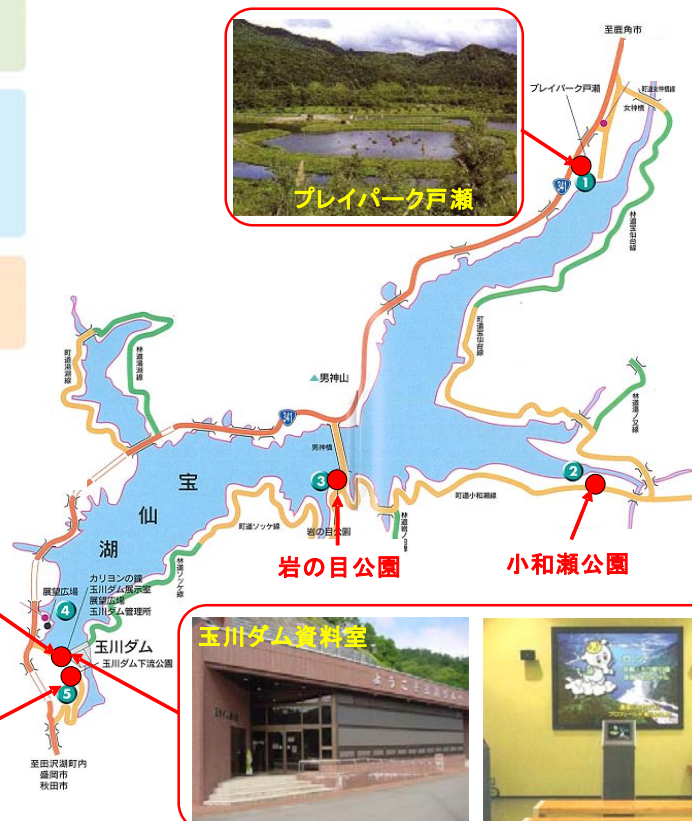 至鹿角市
プレイパーク戸瀬
町道女神橋線
女神橋
プレイパーク戸瀬
341
1
林道宝仙台線
町道宝仙台線
林道湯渕線
町道湯渕線
▲男神山
341
男神橋
林道湯ノ又線
2
3
町道小和瀬線
宝仙湖
町道ソッケ線
岩の目公園
林道ソッケ線
岩の目公園
小和瀬公園
カリヨンの鐘
玉川ダム展示室
展望広場
展望広場
玉川ダム管理所
4
玉川ダム
玉川ダム下流公園
5
至田沢湖町内
盛岡市
秋田市
玉川ダム資料室